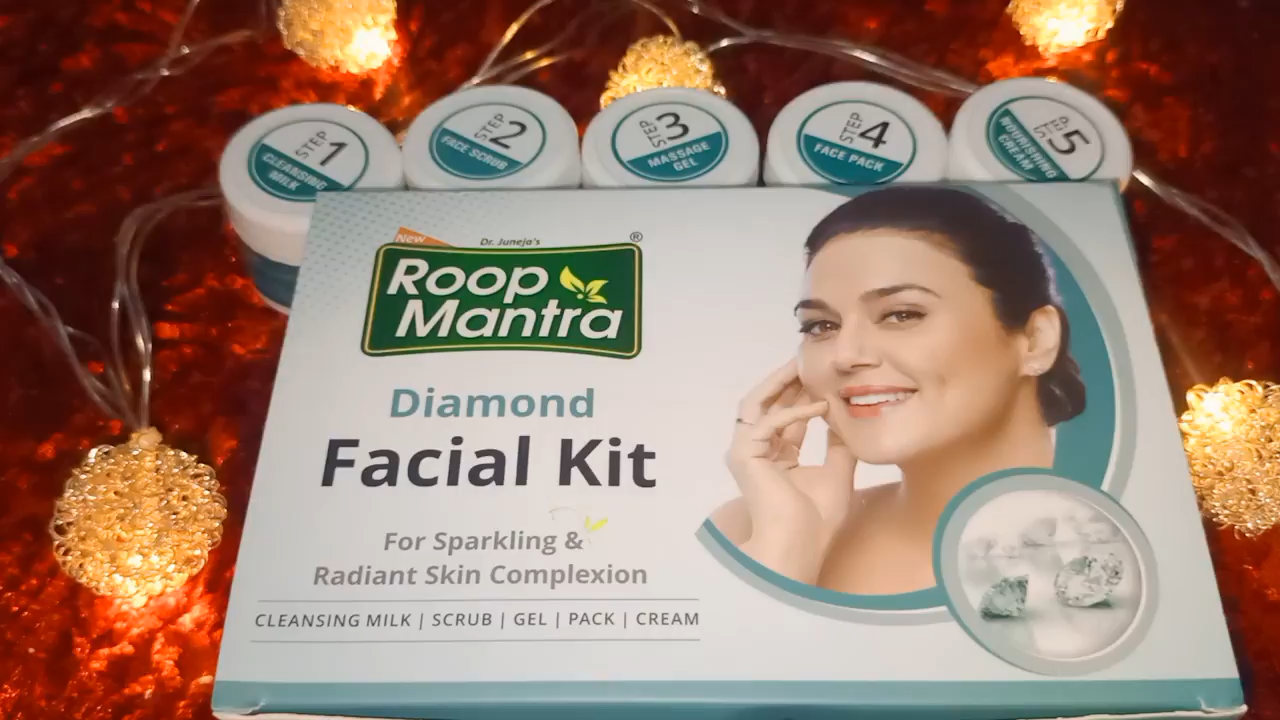 STEP 1
CLEANSING
MILK
STEP 2
FACE SCRUB
STEP 3
MASSAGE
GEL
STEP 4
FACE PACK
STEP 5
NOURISHING
CREAM
New
Dr. Juneja's
®
Roop
Mantra
Diamond
Facial Kit
For Sparkling &
Radiant Skin Complexion
CLEANSING MILK | SCRUB | GEL | PACK | CREAM